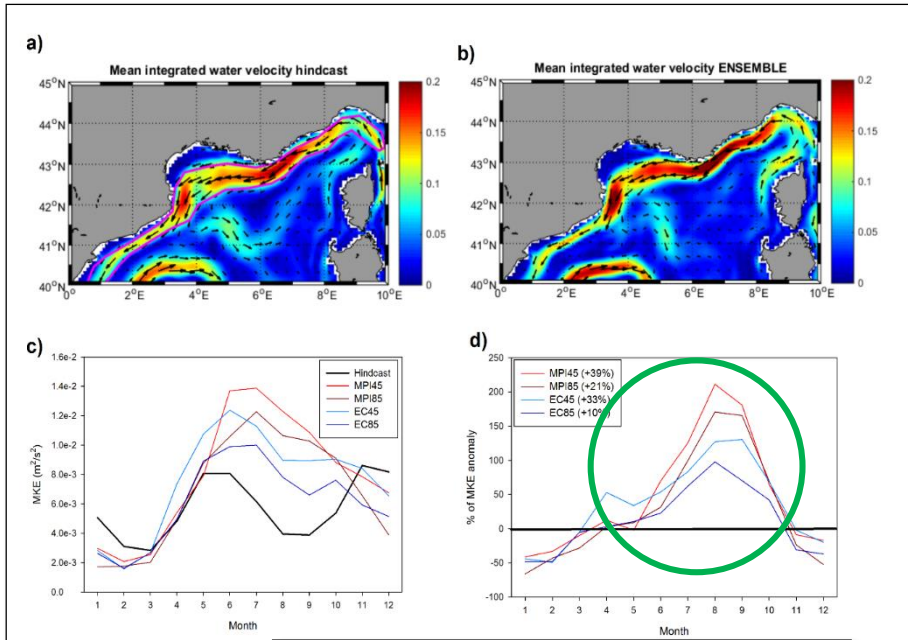 a)
Mean integrated water velocity hindcast
45°N
44°N
43°N
42°N
41°N
40°N
0°
2°E
4°E
6°E
8°E
10°E
0.2
0.15
0.1
0.05
0
b)
Mean integrated water velocity ENSEMBLE
45°N
44°N
43°N
42°N
41°N
40°N
0°
2°E
4°E
6°E
8°E
10°E
0.2
0.15
0.1
0.05
0
c)
MKE (m²/s²)
1.6e-2
1.4e-2
1.2e-2
1.0e-2
8.0e-3
6.0e-3
4.0e-3
2.0e-3
0.0
Hindcast
MPI45
MPI85
EC45
EC85
1 2 3 4 5 6 7 8 9 10 11 12
Month
d)
% of MKE anomaly
250
200
150
100
50
0
-50
-100
MPI45 (+39%)
MPI85 (+21%)
EC45 (+33%)
EC85 (+10%)
1 2 3 4 5 6 7 8 9 10 11 12
Month